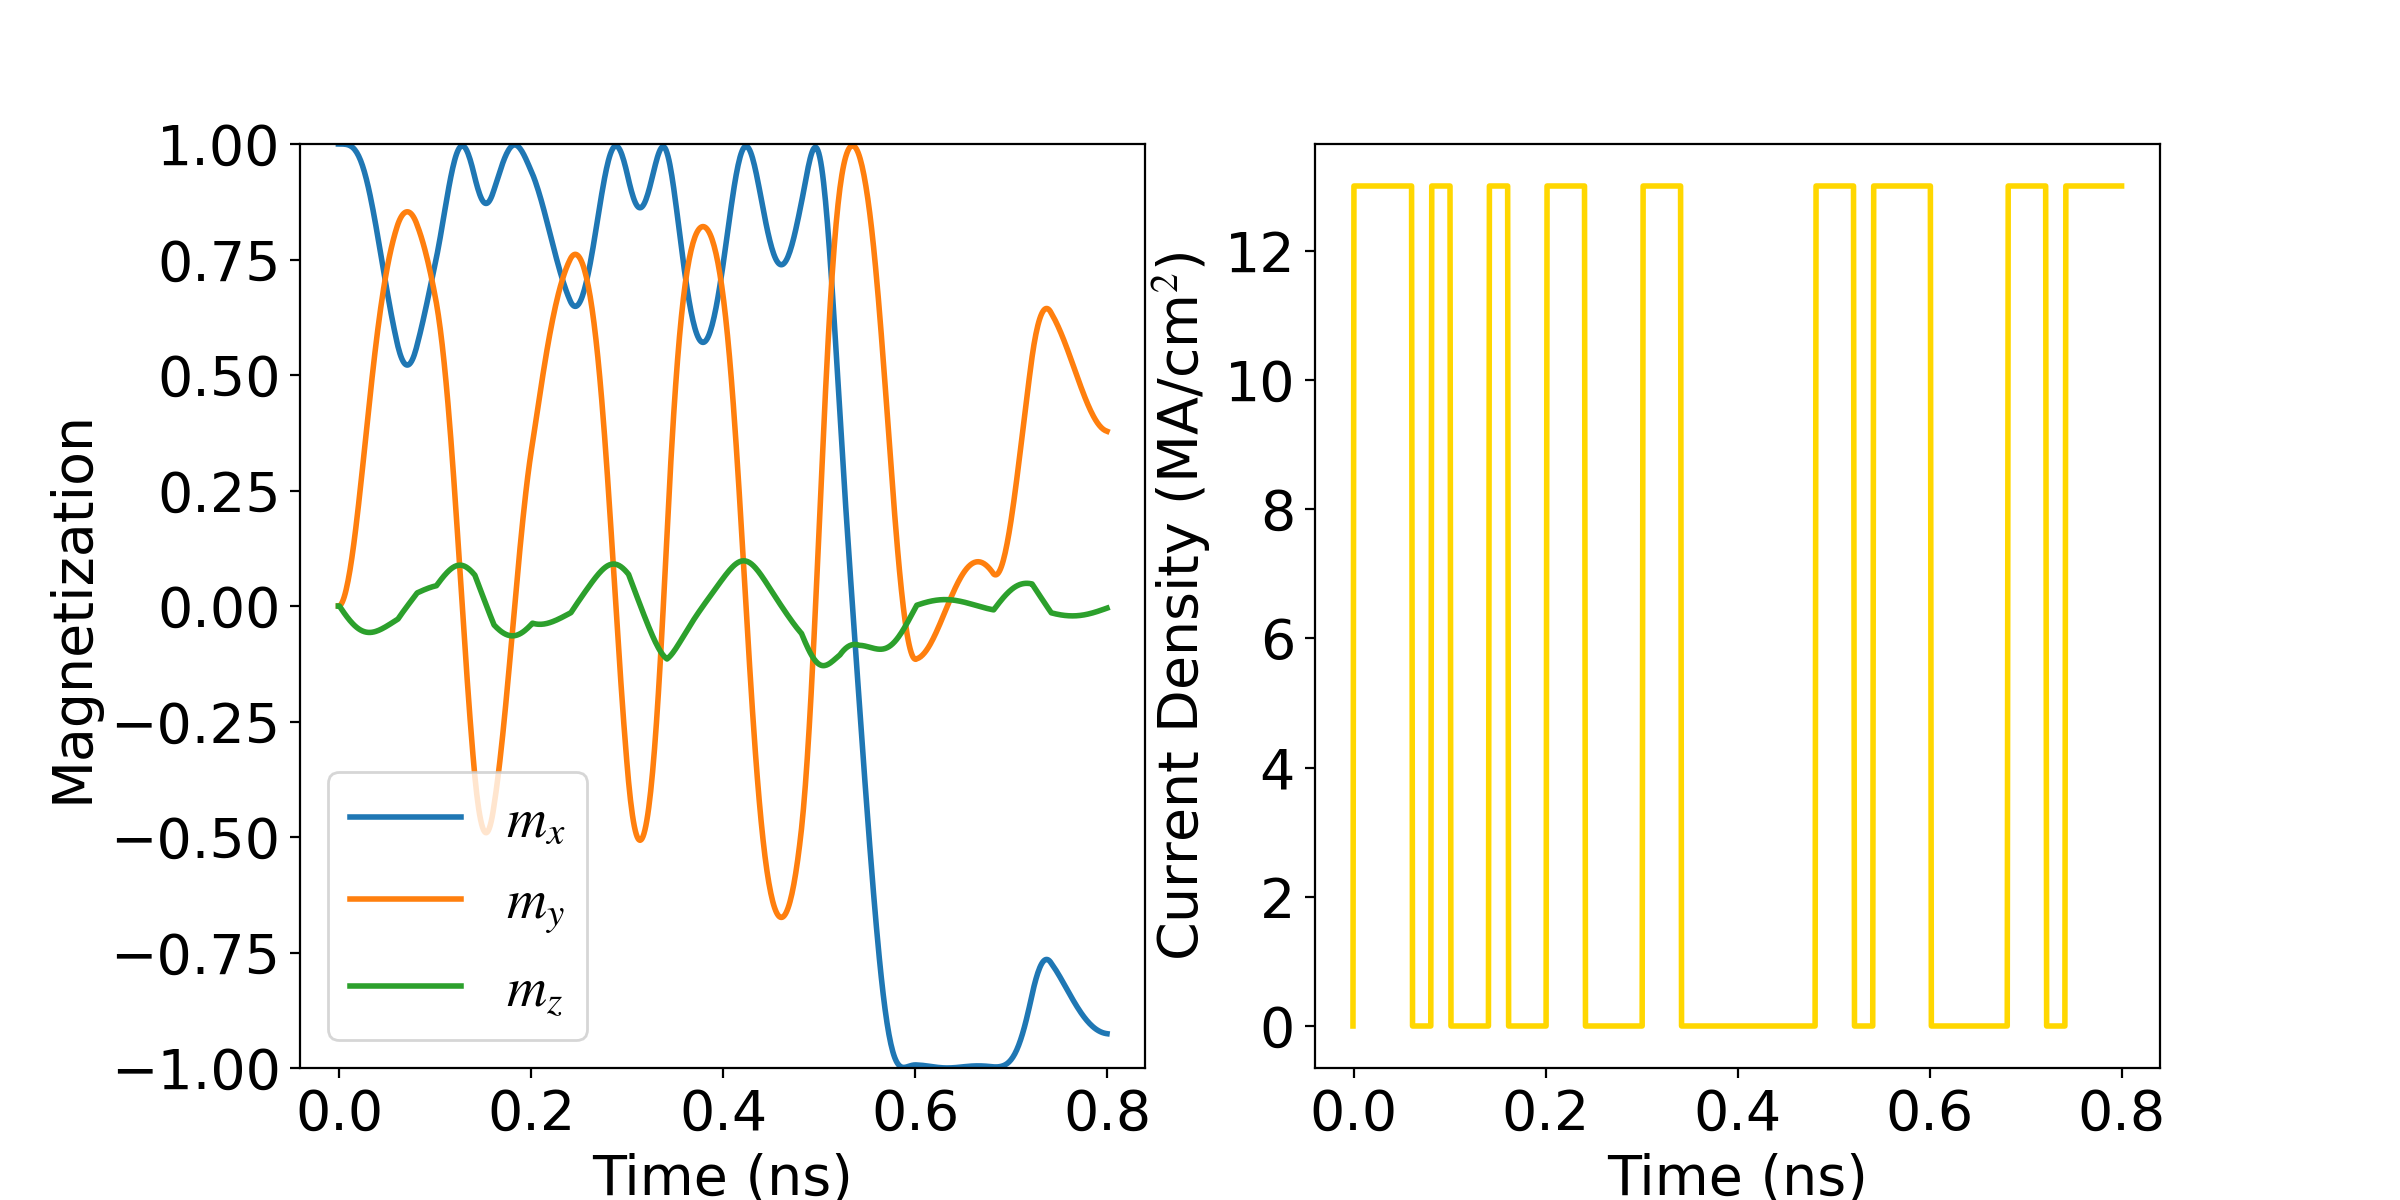 1.00
0.75
0.50
0.25
0.00
−0.25
−0.50
−0.75
−1.00
Magnetization
0.0 0.2 0.4 0.6 0.8
Time (ns)
m_x
m_y
m_z
12
10
8
6
4
2
0
Current Density (MA/cm²)
0.0 0.2 0.4 0.6 0.8
Time (ns)